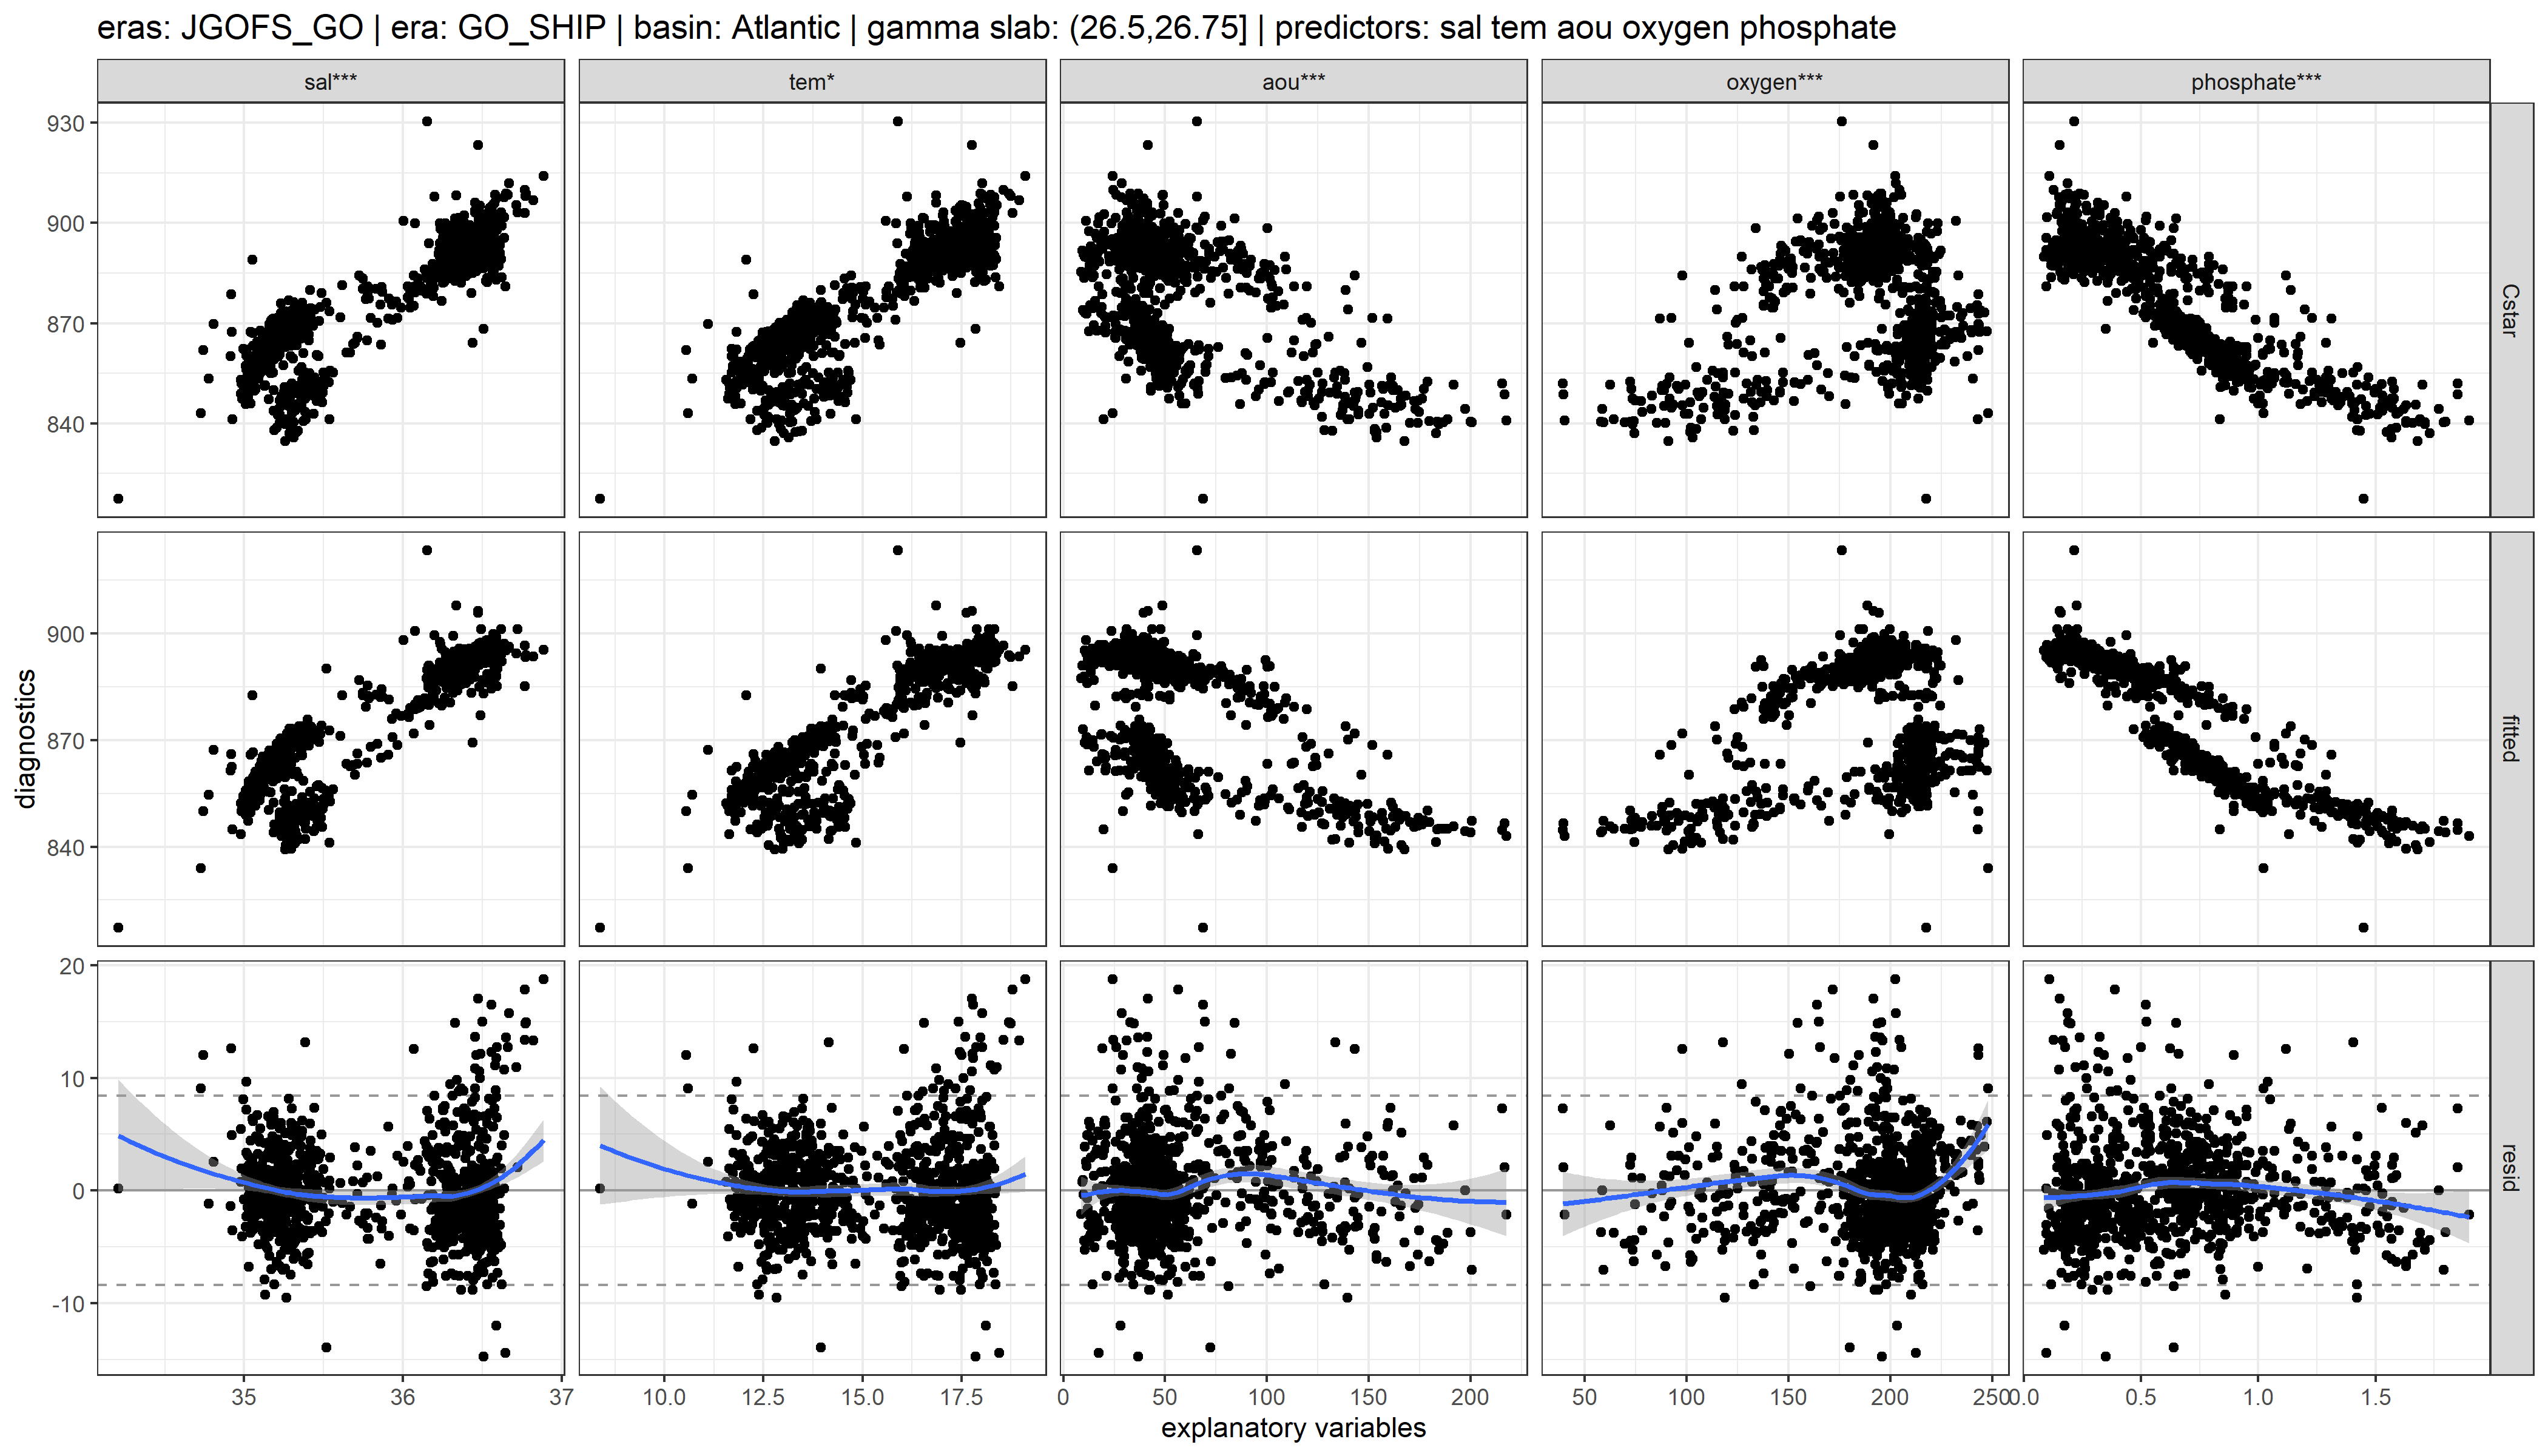 eras: JGOFS_GO | era: GO_SHIP | basin: Atlantic | gamma slab: (26.5,26.75] | predictors: sal tem aou oxygen phosphate
sal*** tem* aou*** oxygen*** phosphate***
930
900
870
840
Cstar
900
870
840
fitted
diagnostics
20
10
0
-10
resid
35 36 37 10.0 12.5 15.0 17.5 0 50 100 150 200 50 100 150 200 250 0.0 0.5 1.0 1.5
explanatory variables